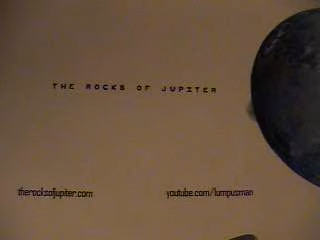 THE ROCKS OF JUPITER
therocksofjupiter.com
youtube.com/lumpusman